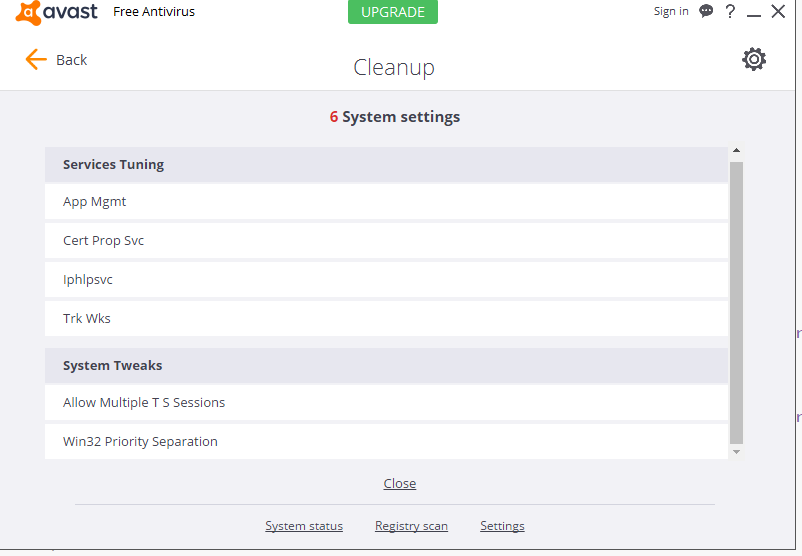 avast Free Antivirus UPGRADE Sign in ?
Back
Cleanup
6 System settings
Services Tuning
App Mgmt
Cert Prop Svc
Iphlpsvc
Trk Wks
System Tweaks
Allow Multiple T S Sessions
Win32 Priority Separation
Close
System status Registry scan Settings